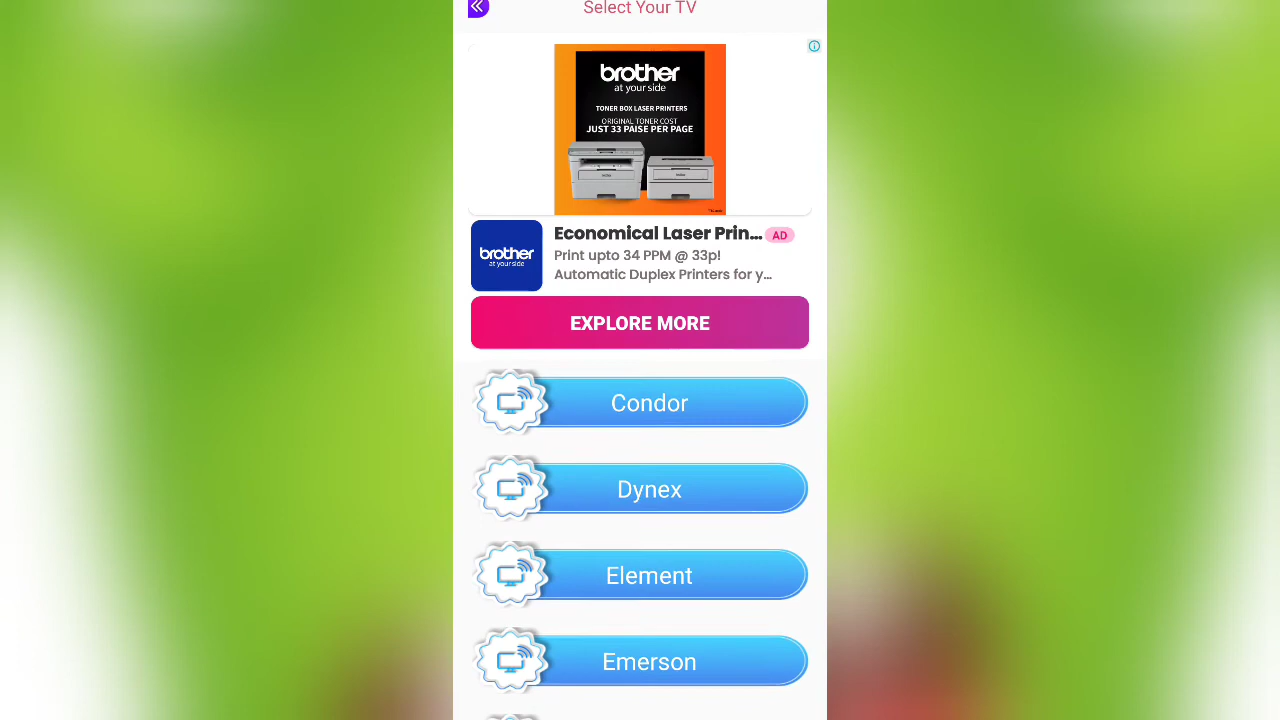 Select Your TV
brother
at your side
TONER BOX LASER PRINTERS
ORIGINAL TONER COST
JUST 33 PAISE PER PAGE
brother
at your side
Economical Laser Prin... AD
Print upto 34 PPM @ 33p!
Automatic Duplex Printers for y...
EXPLORE MORE
Condor
Dynex
Element
Emerson